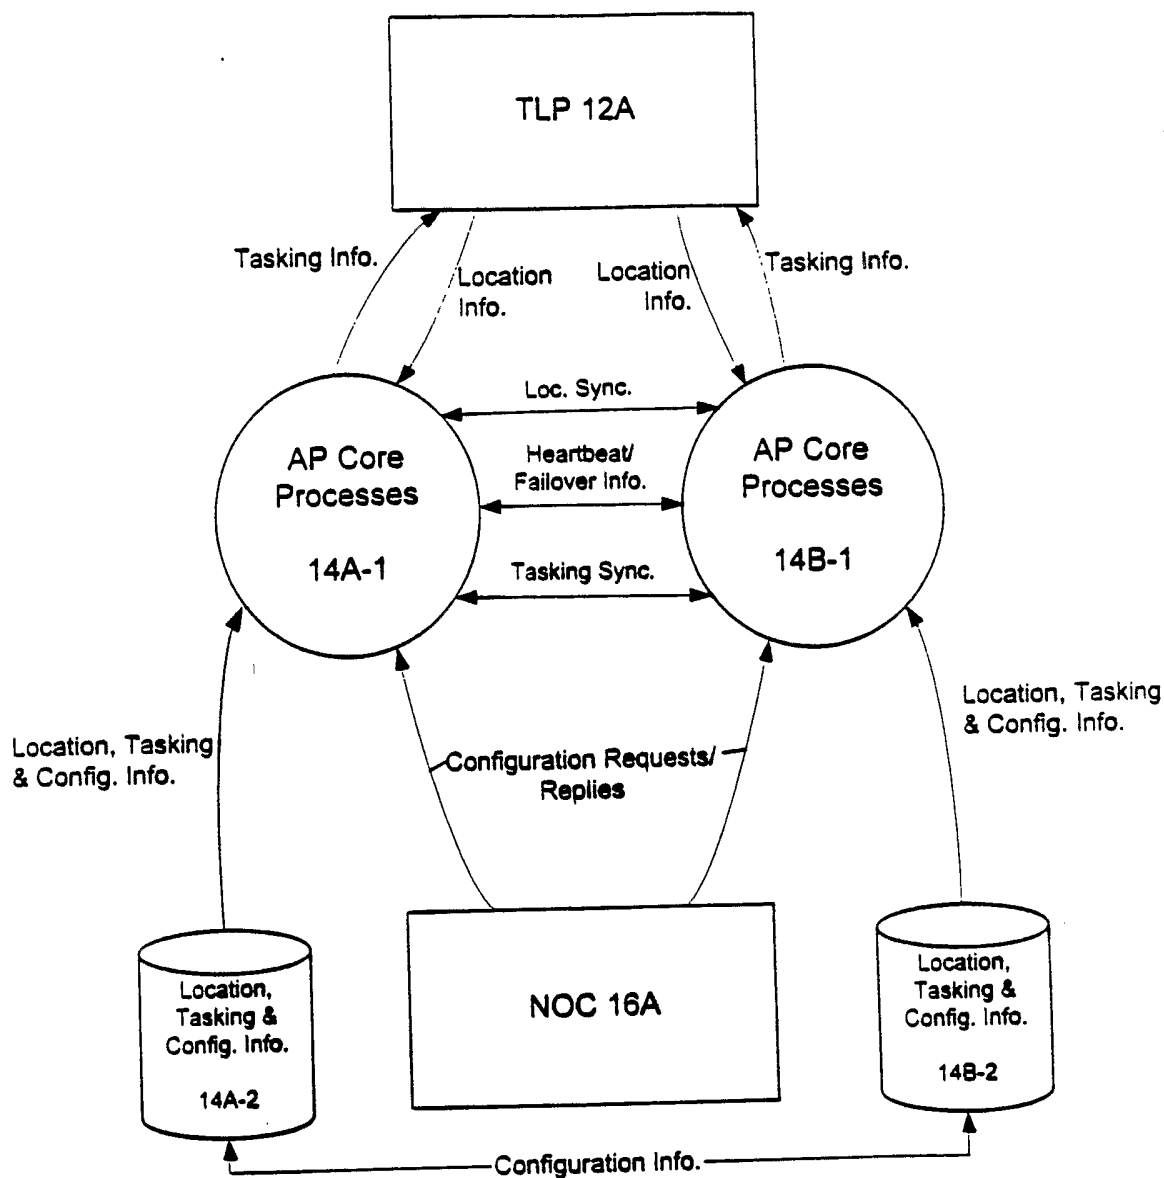 TLP 12A
Tasking Info.
Location
Info.
Location
Info.
Tasking Info.
Loc. Sync.
AP Core
Processes
14A-1
Heartbeat/
Failover Info.
AP Core
Processes
14B-1
Tasking Sync.
Location, Tasking
& Config. Info.
Configuration Requests/
Replies
Location, Tasking
& Config. Info.
Location,
Tasking &
Config. Info.
14A-2
NOC 16A
Location,
Tasking &
Config. Info.
14B-2
Configuration Info.